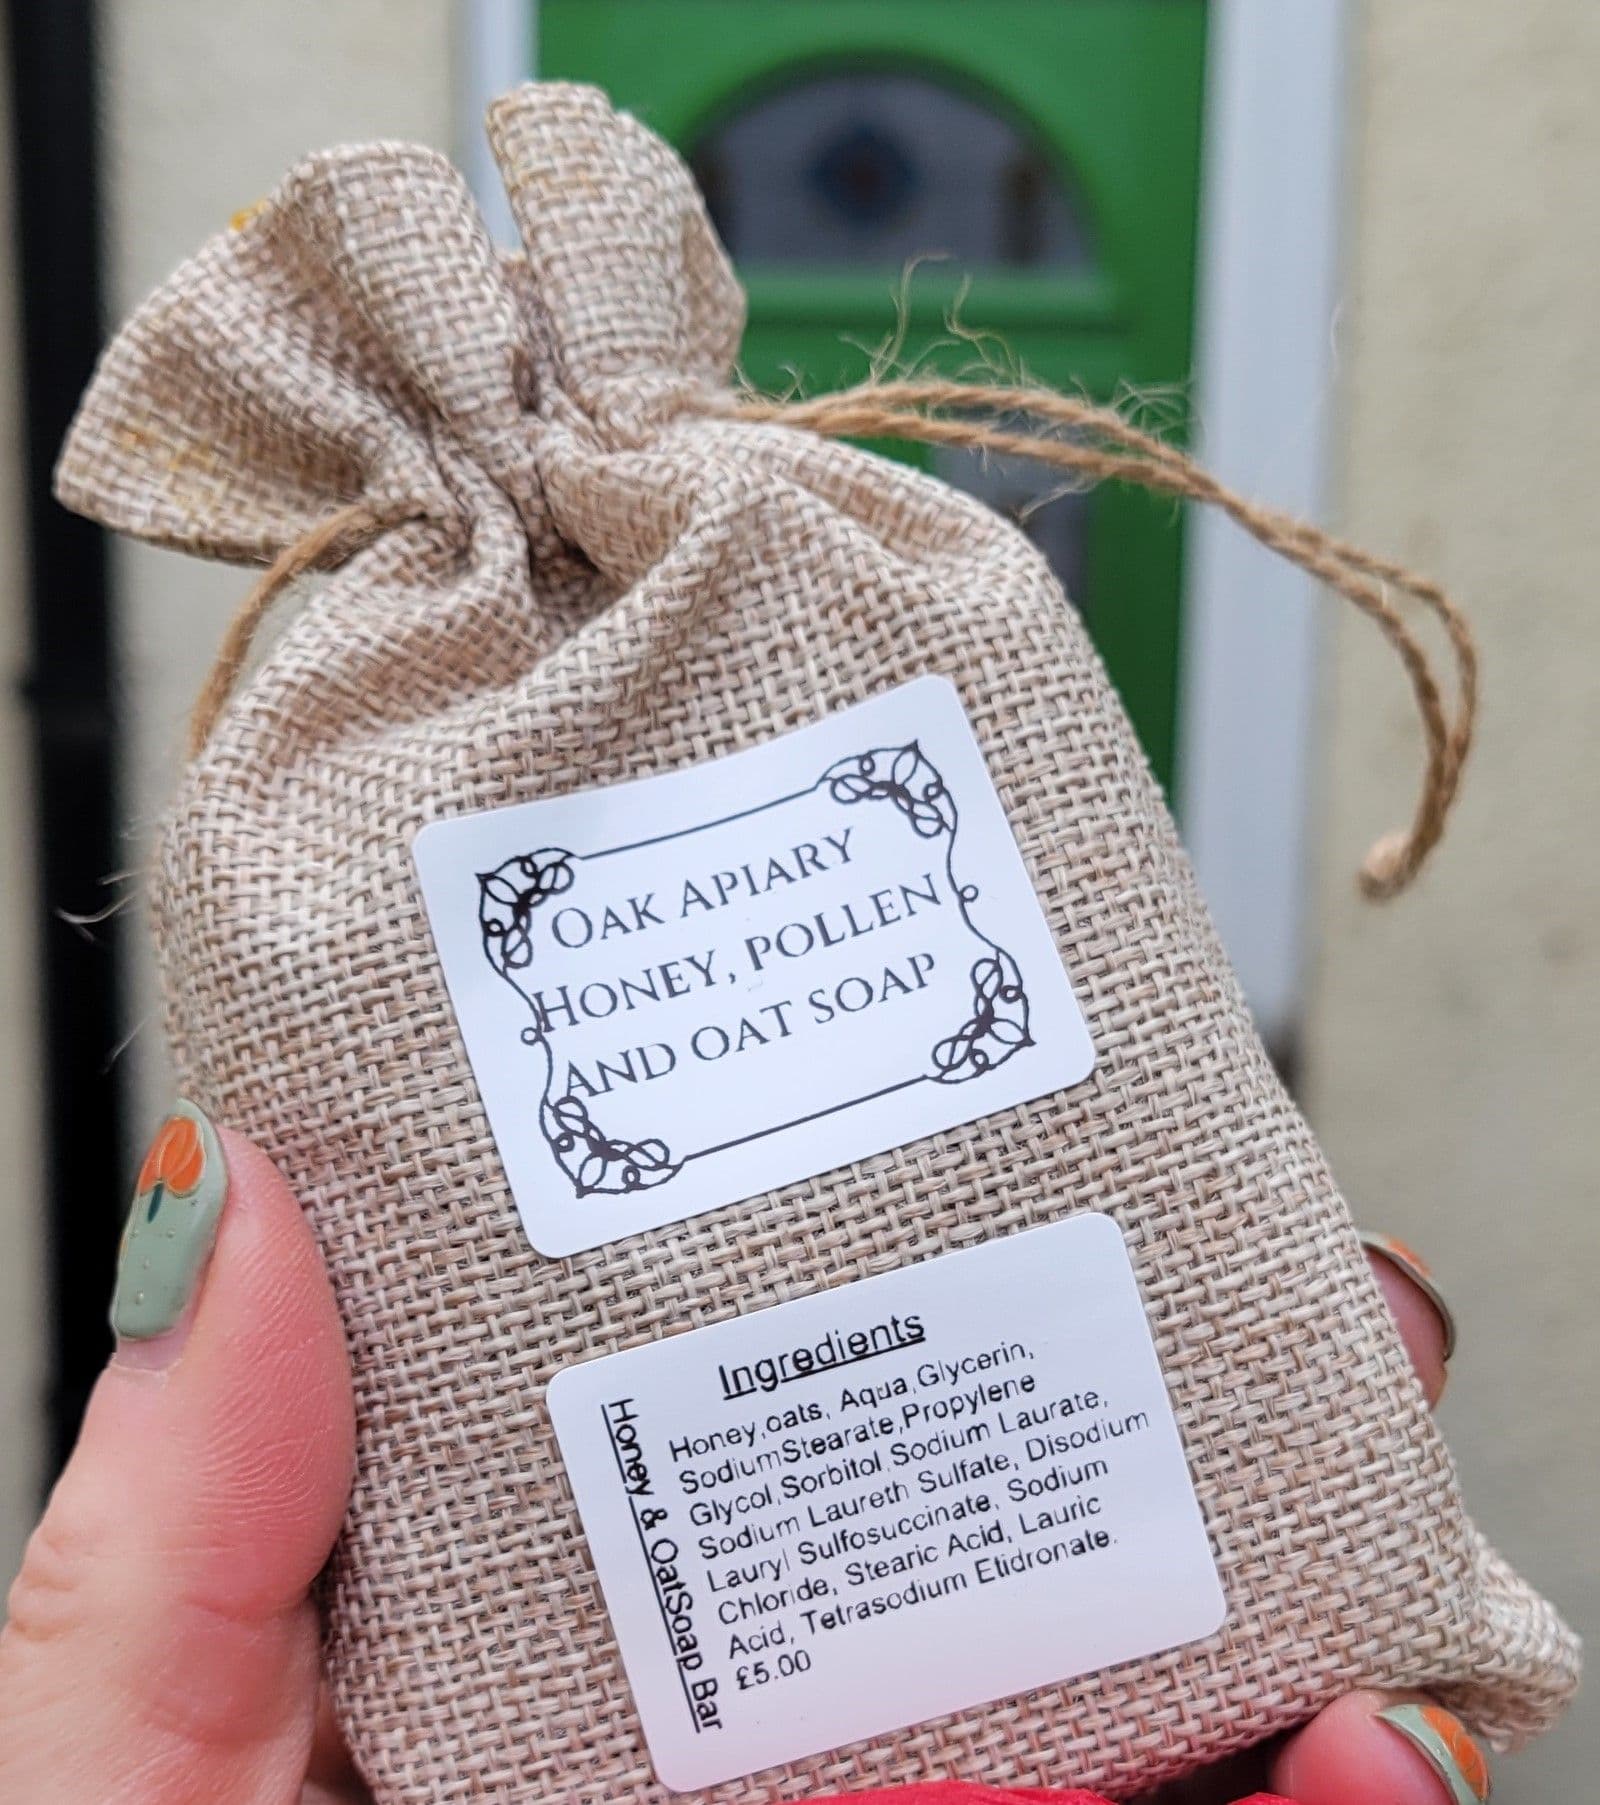 OAK APIARY
HONEY, POLLEN
AND OAT SOAP
Ingredients
Honey & OatSoap Bar
Honey,oats, Aqua,Glycerin,
SodiumStearate,Propylene
Glycol,Sorbitol,Sodium Laurate,
Sodium Laureth Sulfate, Disodium
Lauryl Sulfosuccinate, Sodium
Chloride, Stearic Acid, Lauric
Acid, Tetrasodium Etidronate.
£5.00